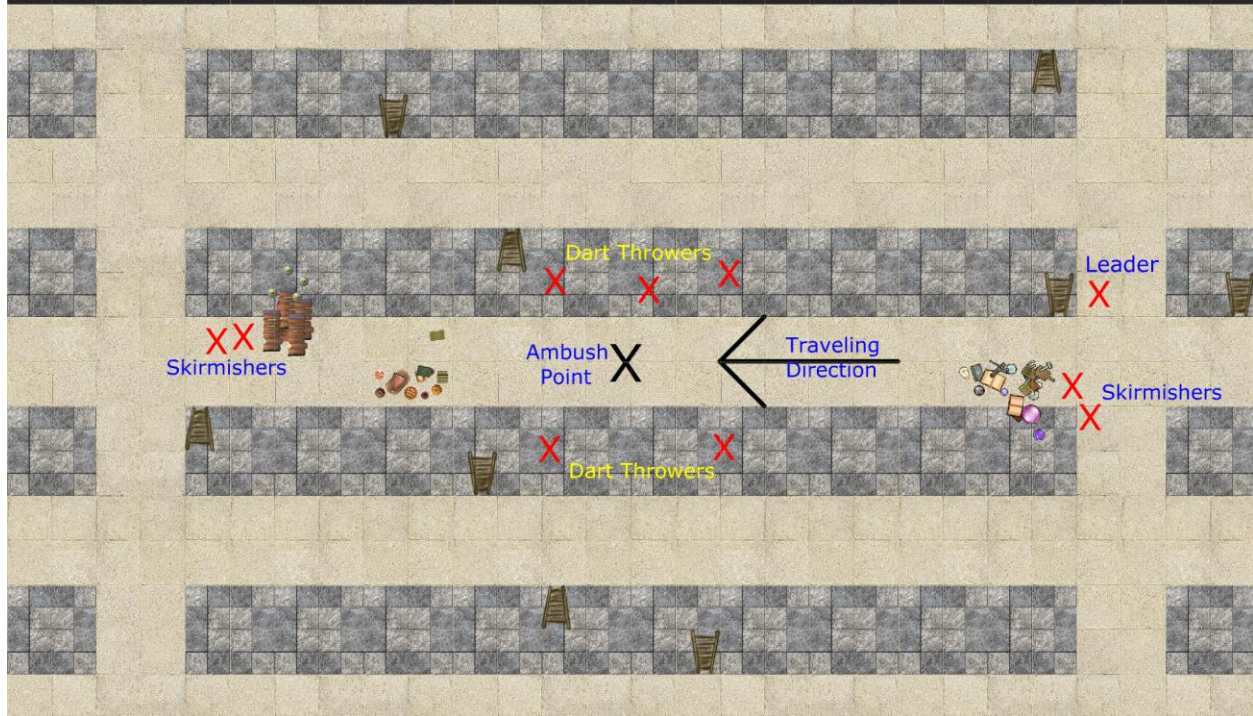 Dart Throwers
Leader
Skirmishers
Ambush
Point
Traveling
Direction
Skirmishers
Dart Throwers